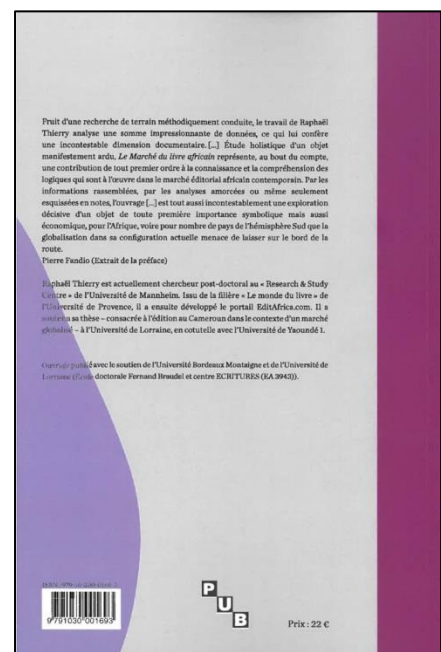 Fruit d'une recherche de terrain méthodiquement conduite, le travail de Raphaël
Thierry analyse une somme impressionnante de données, ce qui lui confère
une incontestable dimension documentaire. [...] Étude holistique d'un objet
manifestement ardu, Le Marché du livre africain représente, au bout du compte,
une contribution de tout premier ordre à la connaissance et la compréhension des
logiques qui sont à l'œuvre dans le marché éditorial africain contemporain. Par les
informations rassemblées, par les analyses amorcées ou même seulement
esquissées en notes, l'ouvrage [...] est tout aussi incontestablement une exploration
décisive d'un objet de toute première importance symbolique mais aussi
économique, pour l'Afrique, voire pour nombre de pays de l'hémisphère Sud que la
globalisation dans sa configuration actuelle menace de laisser sur le bord de la
route.
Pierre Fandio (Extrait de la préface)
Raphaël Thierry est actuellement chercheur post-doctoral au « Research & Study
Centre » de l'Université de Mannheim. Issu de la filière « Le monde du livre » de
l'Université de Provence, il a ensuite développé le portail EditAfrica.com. Il a
soutenu sa thèse – consacrée à l'édition au Cameroun dans le contexte d'un marché
globalisé – à l'Université de Lorraine, en cotutelle avec l'Université de Yaoundé 1.
Ouvrage publié avec le soutien de l'Université Bordeaux Montaigne et de l'Université de
Lorraine (École doctorale Fernand Braudel et centre ECRITURES (EA 3943)).
ISBN
9791030001693
PUB
Prix : 22 €